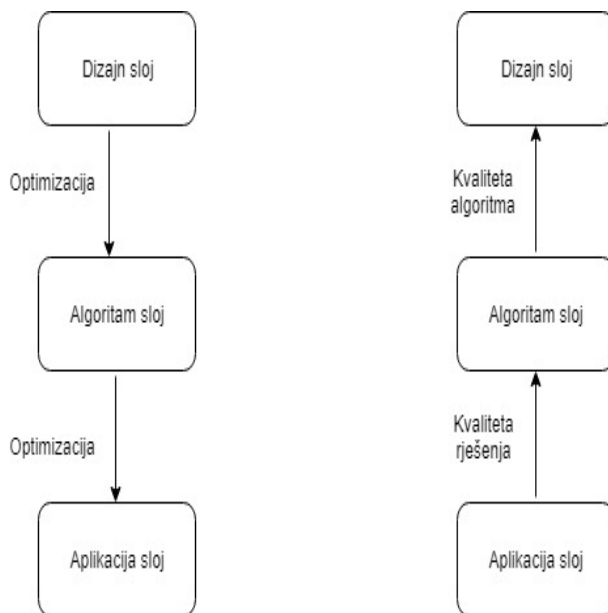 Dizajn sloj
Optimizacija
Algoritam sloj
Optimizacija
Aplikacija sloj
Dizajn sloj
Kvaliteta
algoritma
Algoritam sloj
Kvaliteta
rješenja
Aplikacija sloj